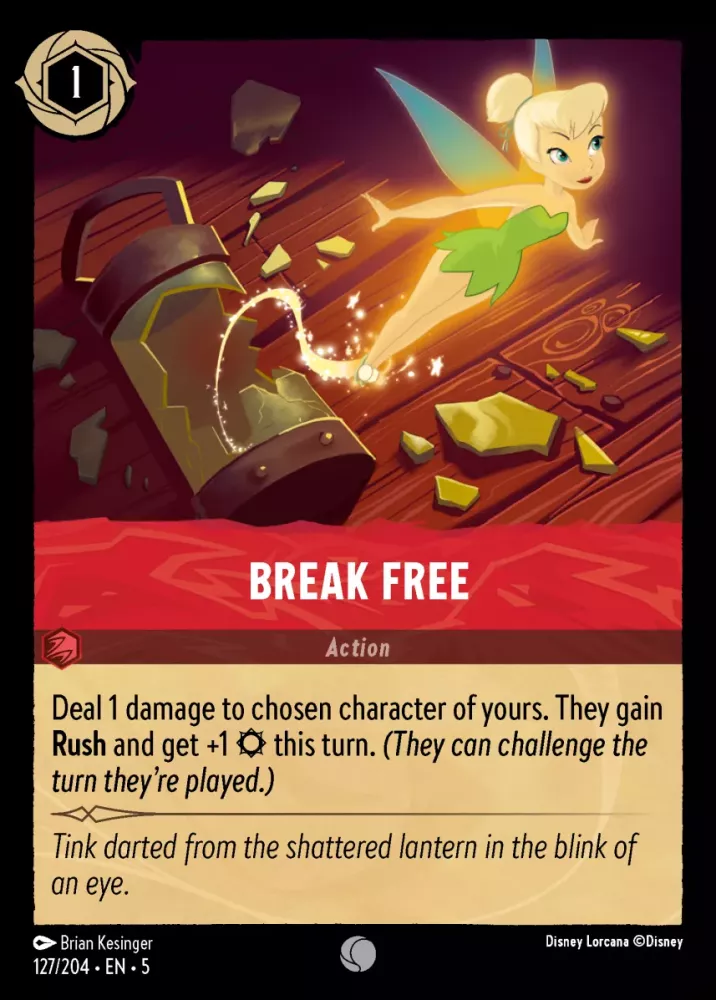 1
BREAK FREE
Action
Deal 1 damage to chosen character of yours. They gain
Rush and get +1 this turn. (They can challenge the
turn they're played.)
Tink darted from the shattered lantern in the blink of
an eye.
Brian Kesinger
Disney Lorcana ©Disney
127/204 • EN • 5